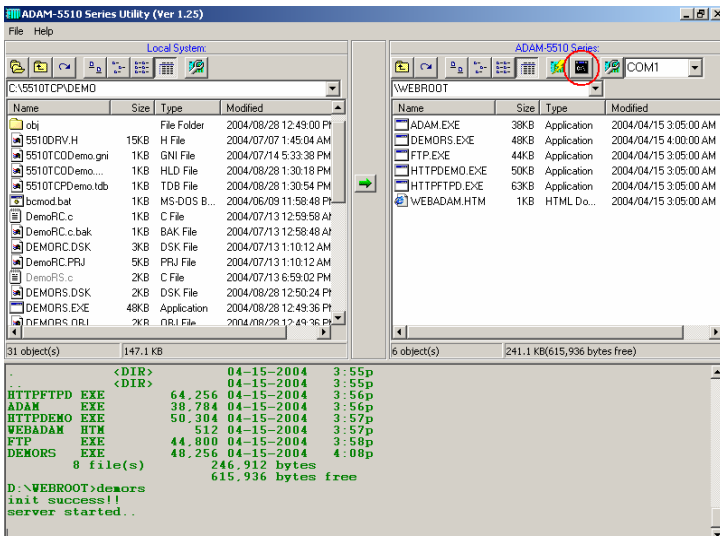 ADAM-5510 Series Utility (Ver 1.25)
File Help
Local System:
ADAM-5510 Series:
COM1
C:\5510TCP\DEMO
\WEBROOT
Name Size Type Modified
obj File Folder 2004/08/28 12:49:00 PM
5510DRV.H 15KB H File 2004/07/07 1:45:04 AM
5510TCODemo.gni 1KB GNI File 2004/07/14 5:33:38 PM
5510TCODemo.... 1KB HLD File 2004/08/28 1:30:18 PM
5510TCPDemo.tdb 1KB TDB File 2004/08/28 1:30:54 PM
bcmod.bat 1KB MS-DOS B... 2004/06/09 11:58:48 PM
DemoRC.c 1KB C File 2004/07/13 12:59:58 AM
DemoRC.c.bak 1KB BAK File 2004/07/13 12:58:48 AM
DEMORC.DSK 3KB DSK File 2004/07/13 1:10:12 AM
DemoRC.PRJ 5KB PRJ File 2004/07/13 1:10:12 AM
DemoRS.c 2KB C File 2004/07/13 6:59:02 PM
DEMORS.DSK 2KB DSK File 2004/08/28 12:50:24 PM
DEMORS.EXE 48KB Application 2004/08/28 12:49:36 PM
DEMORS.OBJ 2KB OBJ File 2004/08/28 12:49:36 PM
Name Size Type Modified
ADAM.EXE 38KB Application 2004/04/15 3:05:00 AM
DEMORS.EXE 48KB Application 2004/04/15 4:00:00 AM
FTP.EXE 44KB Application 2004/04/15 3:05:00 AM
HTTPDEMO.EXE 50KB Application 2004/04/15 3:05:00 AM
HTTPFTPD.EXE 63KB Application 2004/04/15 3:05:00 AM
WEBADAM.HTM 1KB HTML Do... 2004/04/15 3:05:00 AM
31 object(s) 147.1 KB
6 object(s) 241.1 KB(615,936 bytes free)
. <DIR> 04-15-2004 3:55p
.. <DIR> 04-15-2004 3:55p
HTTPFTPD EXE 64,256 04-15-2004 3:56p
ADAM EXE 38,784 04-15-2004 3:56p
HTTPDEMO EXE 50,304 04-15-2004 3:57p
WEBADAM HTM 512 04-15-2004 3:57p
FTP EXE 44,800 04-15-2004 3:58p
DEMORS EXE 48,256 04-15-2004 4:08p
8 file(s) 246,912 bytes
615,936 bytes free
D:\WEBROOT>demors
init success!!
server started..